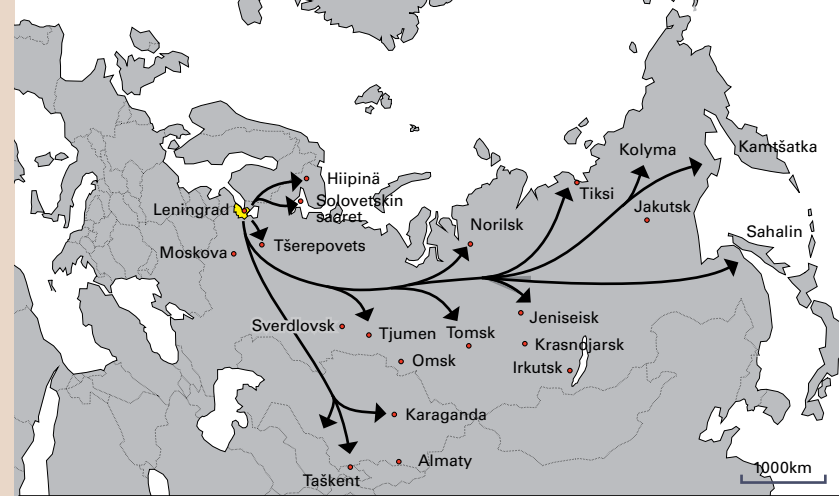 Kolyma
Kamtšatka
Hiipinä
Tiksi
Solovetskin
saaret
Leningrad
Jakutsk
Norilsk
Sahalin
Moskova
Tšerepovets
Jeniseisk
Sverdlovsk
Tjumen
Tomsk
Krasnojarsk
Omsk
Irkutsk
Karaganda
Almaty
1000km
Taškent